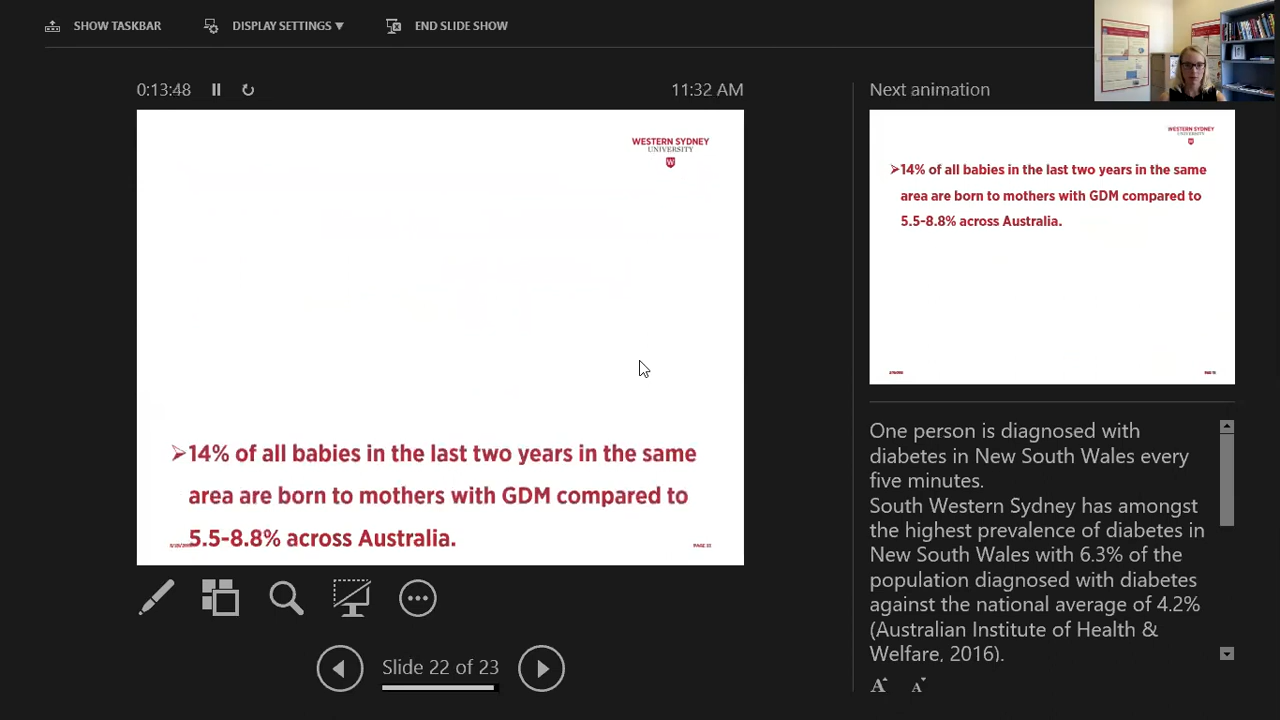 SHOW TASKBAR
DISPLAY SETTINGS ▼
END SLIDE SHOW
0:13:48
11:32 AM
WESTERN SYDNEY
UNIVERSITY
W
➢14% of all babies in the last two years in the same
area are born to mothers with GDM compared to
5.5-8.8% across Australia.
PAGE
Slide 22 of 23
Next animation
WESTERN SYDNEY
UNIVERSITY
➢14% of all babies in the last two years in the same
area are born to mothers with GDM compared to
5.5-8.8% across Australia.
One person is diagnosed with
diabetes in New South Wales every
five minutes.
South Western Sydney has amongst
the highest prevalence of diabetes in
New South Wales with 6.3% of the
population diagnosed with diabetes
against the national average of 4.2%
(Australian Institute of Health &
Welfare, 2016).
A A